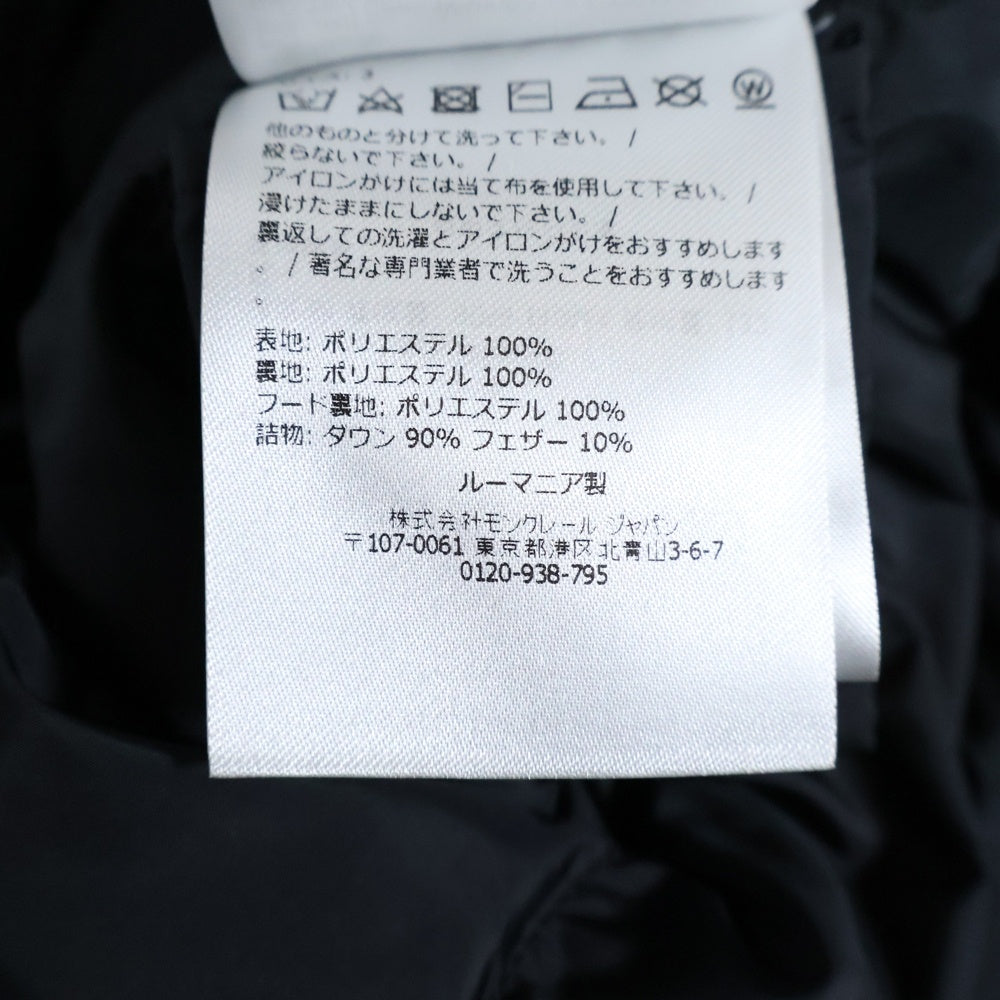 他のものと分けて洗って下さい。 /
絞らないで下さい。 /
アイロンがけには当て布を使用して下さい。 /
浸けたままにしないで下さい。 /
裏返しての洗濯とアイロンがけをおすすめします
。 / 著名な専門業者で洗うことをおすすめします
。
表地: ポリエステル 100%
裏地: ポリエステル 100%
フード裏地: ポリエステル 100%
詰物: ダウン 90% フェザー 10%
ルーマニア製
株式会社モンクレール ジャパン
〒107-0061 東京都港区北青山3-6-7
0120-938-795